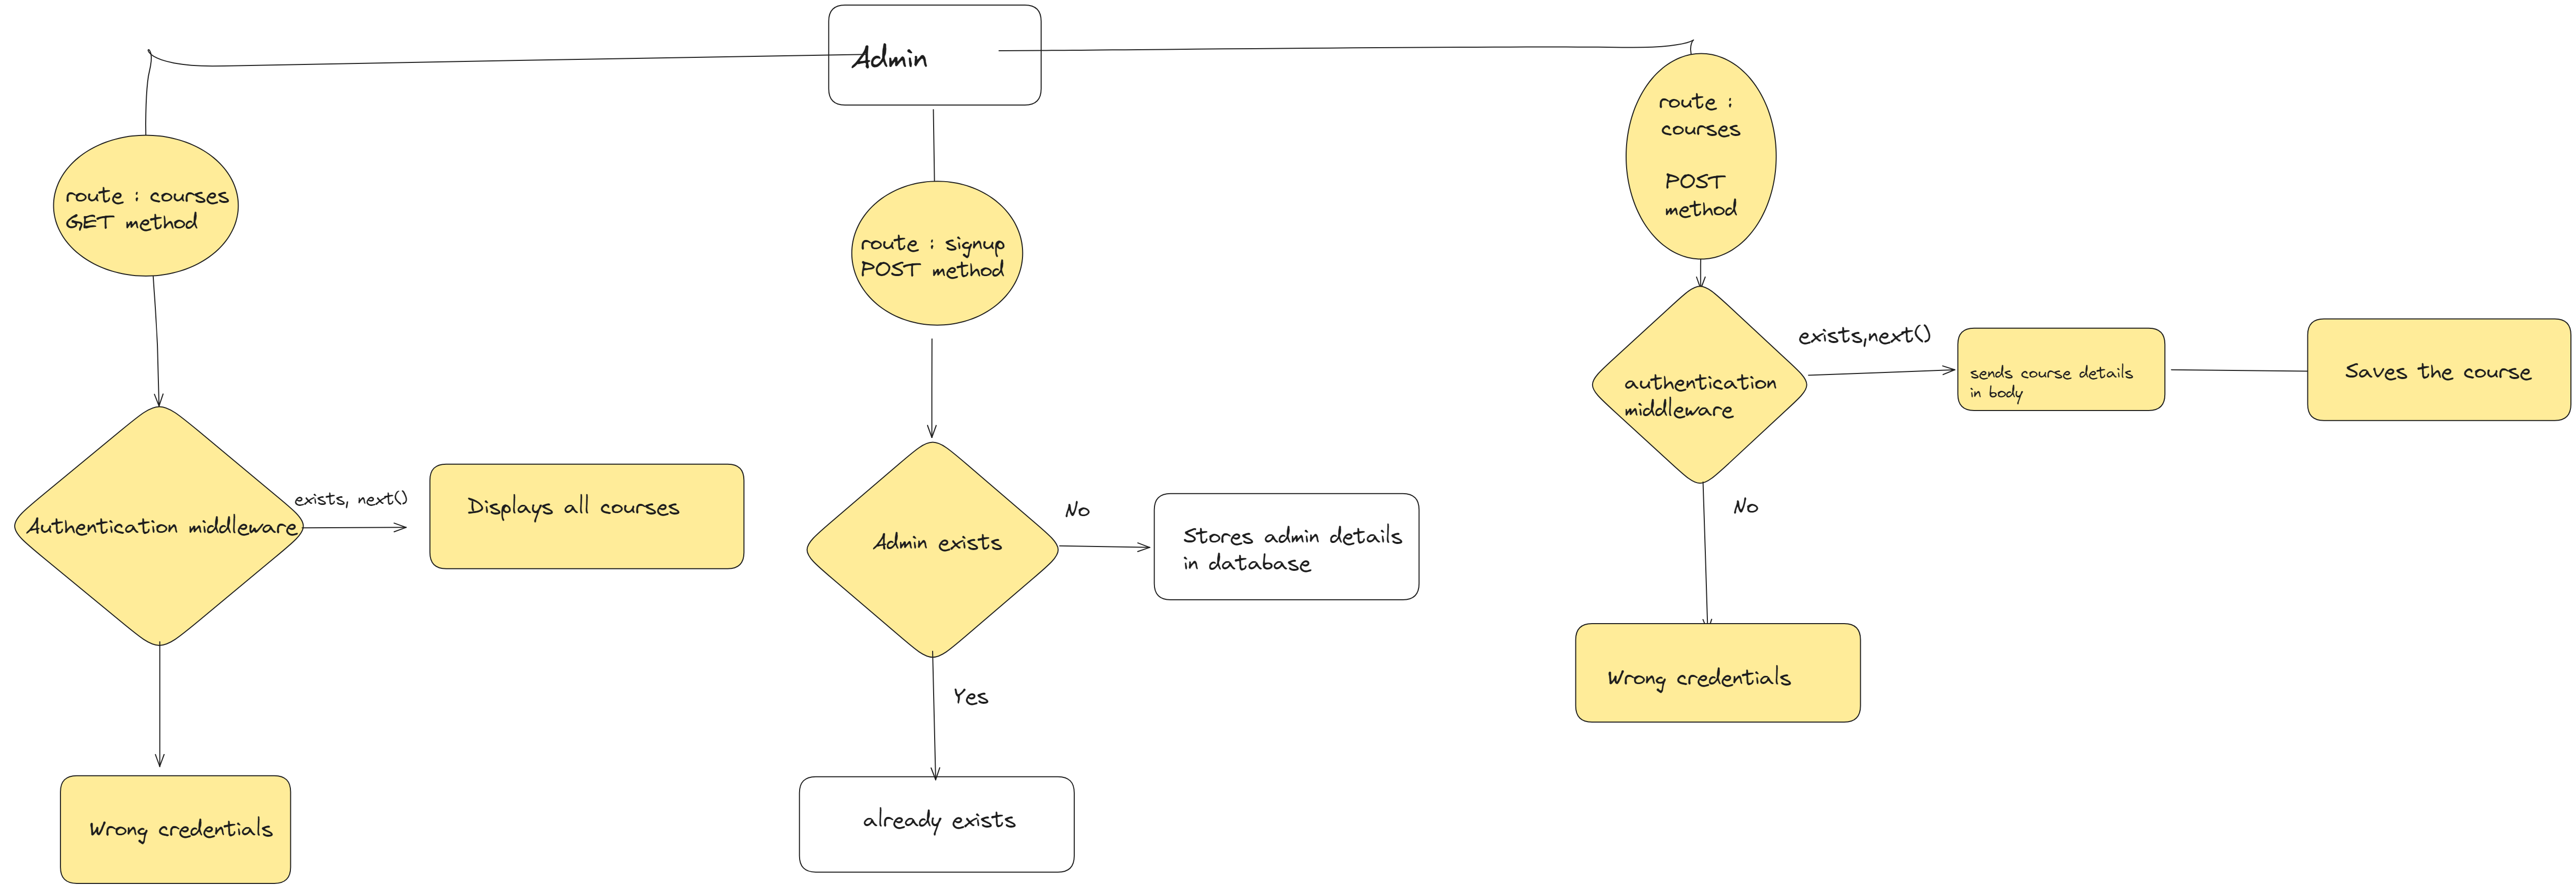 Admin
route : courses
GET method
Authentication middleware
exists, next()
Displays all courses
Wrong credentials
route : signup
POST method
Admin exists
No
Stores admin details
in database
Yes
already exists
route :
courses
POST
method
authentication
middleware
exists,next()
sends course details
in body
Saves the course
No
Wrong credentials